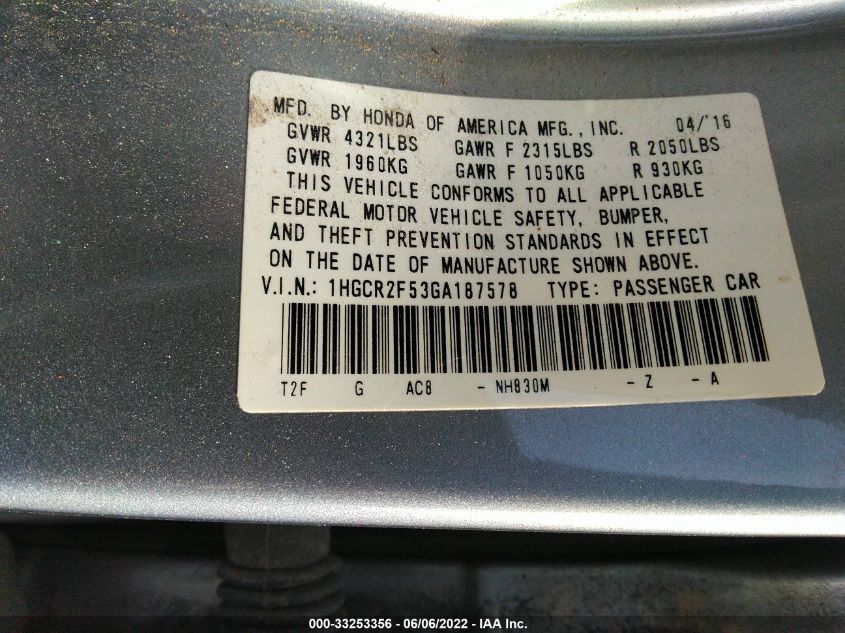 MFD. BY HONDA OF AMERICA MFG., INC. 04/'16
GVWR 4321LBS GAWR F 2315LBS R 2050LBS
GVWR 1960KG GAWR F 1050KG R 930KG
THIS VEHICLE CONFORMS TO ALL APPLICABLE
FEDERAL MOTOR VEHICLE SAFETY, BUMPER,
AND THEFT PREVENTION STANDARDS IN EFFECT
ON THE DATE OF MANUFACTURE SHOWN ABOVE.
V.I.N.: 1HGCR2F53GA187578 TYPE: PASSENGER CAR
T2F G AC8 - NH830M - Z - A
000-33253356 - 06/06/2022 - IAA Inc.